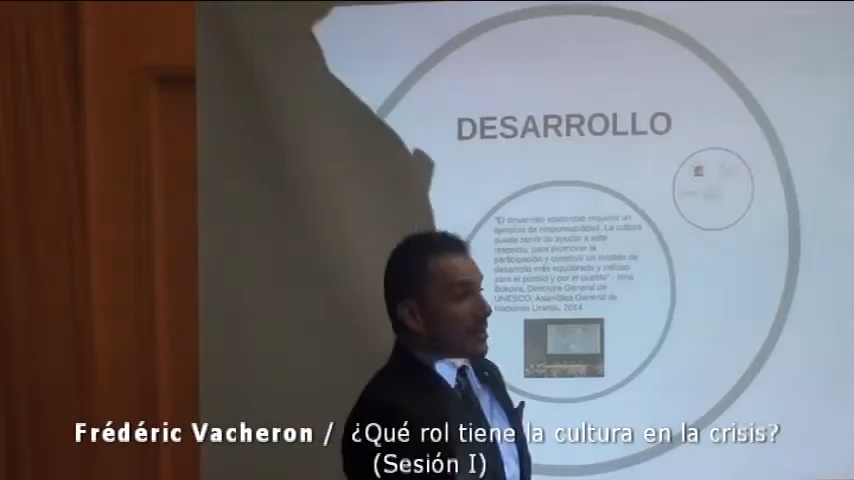 DESARROLLO
"El desarrollo sostenible requiere un
ejercicio de responsabilidad. La cultura
puede servir de ayudar a este
respecto, para promover la
participación y construir un modelo de
desarrollo más equilibrado y valioso
para el pueblo y por el pueblo" - Irina
Bokova, Directora General de
UNESCO; Asamblea General de
Naciones Unidas, 2014
Frédéric Vacheron / ¿Qué rol tiene la cultura en la crisis?
(Sesión I)